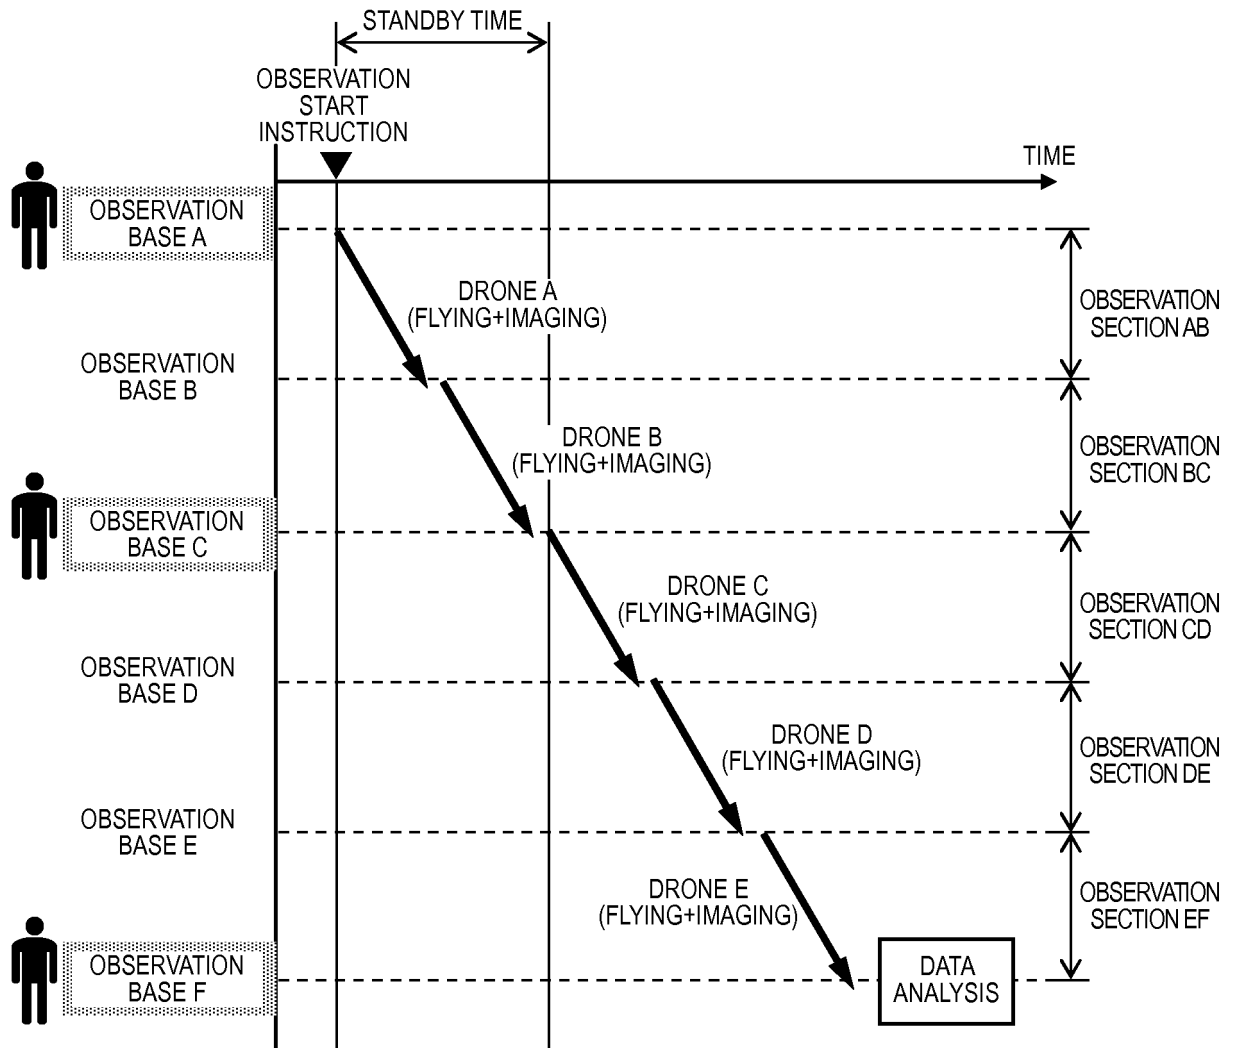 STANDBY TIME
OBSERVATION
START
INSTRUCTION
TIME
OBSERVATION
BASE A
DRONE A
(FLYING+IMAGING)
OBSERVATION
SECTION AB
OBSERVATION
BASE B
DRONE B
(FLYING+IMAGING)
OBSERVATION
SECTION BC
OBSERVATION
BASE C
DRONE C
(FLYING+IMAGING)
OBSERVATION
SECTION CD
OBSERVATION
BASE D
DRONE D
(FLYING+IMAGING)
OBSERVATION
SECTION DE
OBSERVATION
BASE E
DRONE E
(FLYING+IMAGING)
OBSERVATION
SECTION EF
OBSERVATION
BASE F
DATA
ANALYSIS